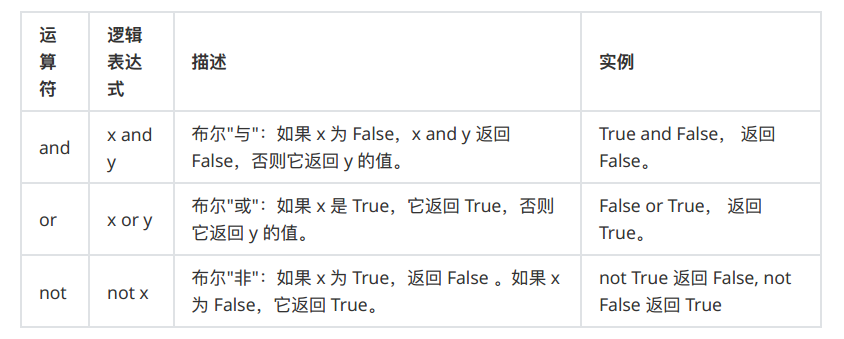 运
算
符
逻辑
表达
式
描述
实例
and
x and
y
布尔"与"：如果 x 为 False，x and y 返回
False，否则它返回 y 的值。
True and False， 返回
False。
or
x or y
布尔"或"：如果 x 是 True，它返回 True，否则
它返回 y 的值。
False or True， 返回
True。
not
not x
布尔"非"：如果 x 为 True，返回 False 。如果 x
为 False，它返回 True。
not True 返回 False, not
False 返回 True